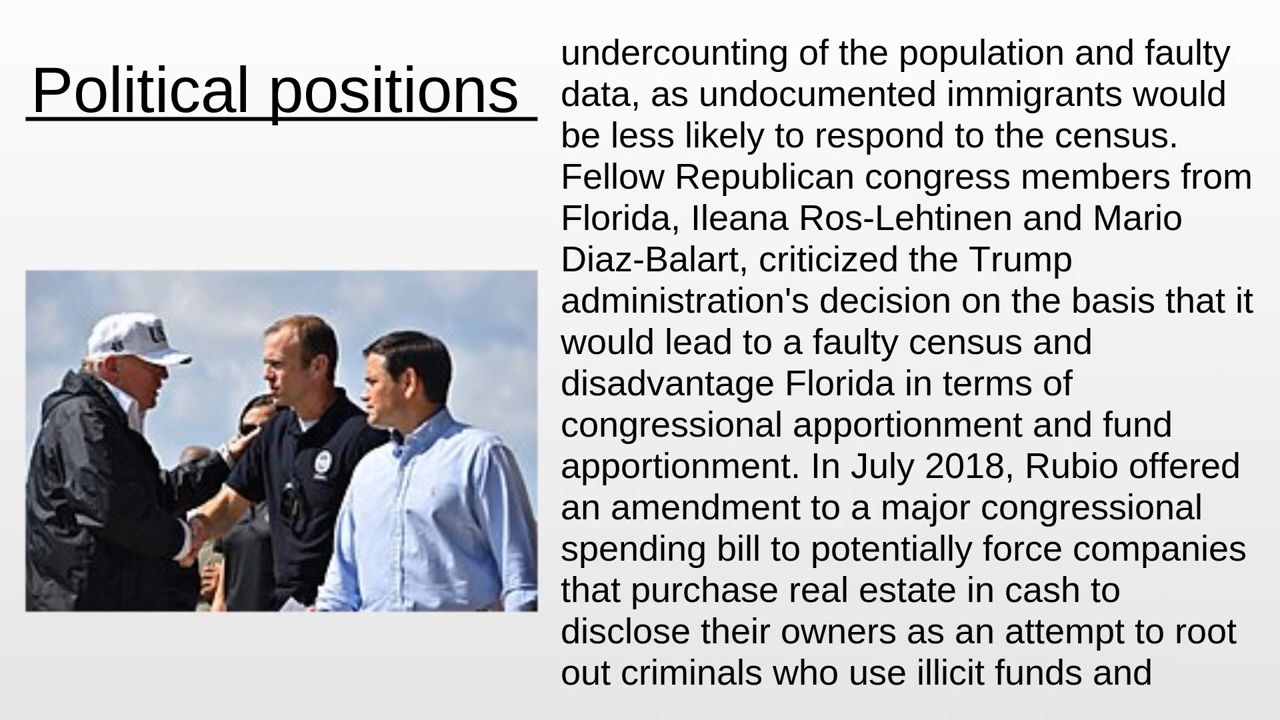 Political positions
undercounting of the population and faulty
data, as undocumented immigrants would
be less likely to respond to the census.
Fellow Republican congress members from
Florida, Ileana Ros-Lehtinen and Mario
Diaz-Balart, criticized the Trump
administration's decision on the basis that it
would lead to a faulty census and
disadvantage Florida in terms of
congressional apportionment and fund
apportionment. In July 2018, Rubio offered
an amendment to a major congressional
spending bill to potentially force companies
that purchase real estate in cash to
disclose their owners as an attempt to root
out criminals who use illicit funds and